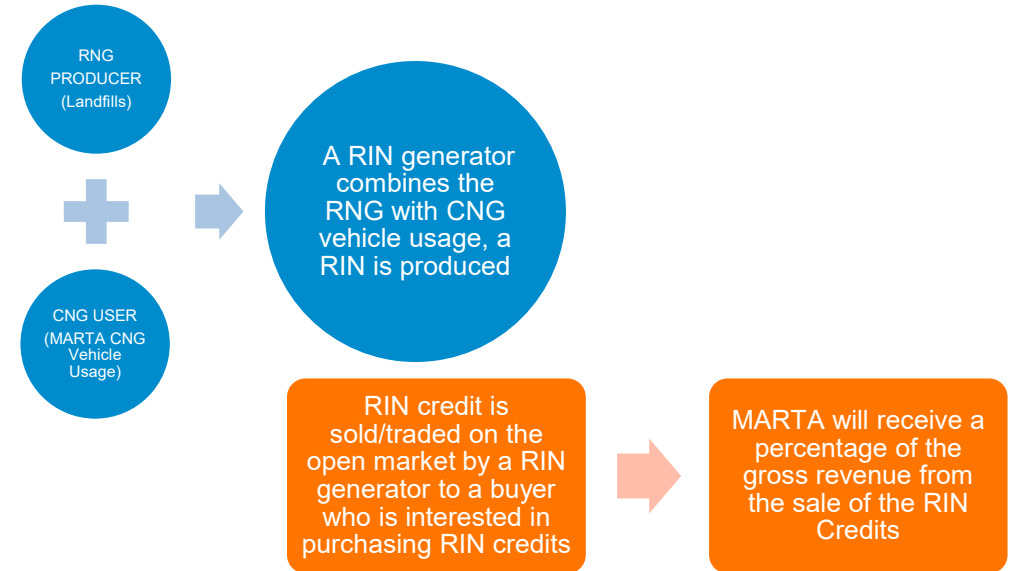 RNG
PRODUCER
(Landfills)
CNG USER
(MARTA CNG
Vehicle
Usage)
A RIN generator
combines the
RNG with CNG
vehicle usage, a
RIN is produced
RIN credit is
sold/traded on the
open market by a RIN
generator to a buyer
who is interested in
purchasing RIN credits
MARTA will receive a
percentage of the
gross revenue from
the sale of the RIN
Credits